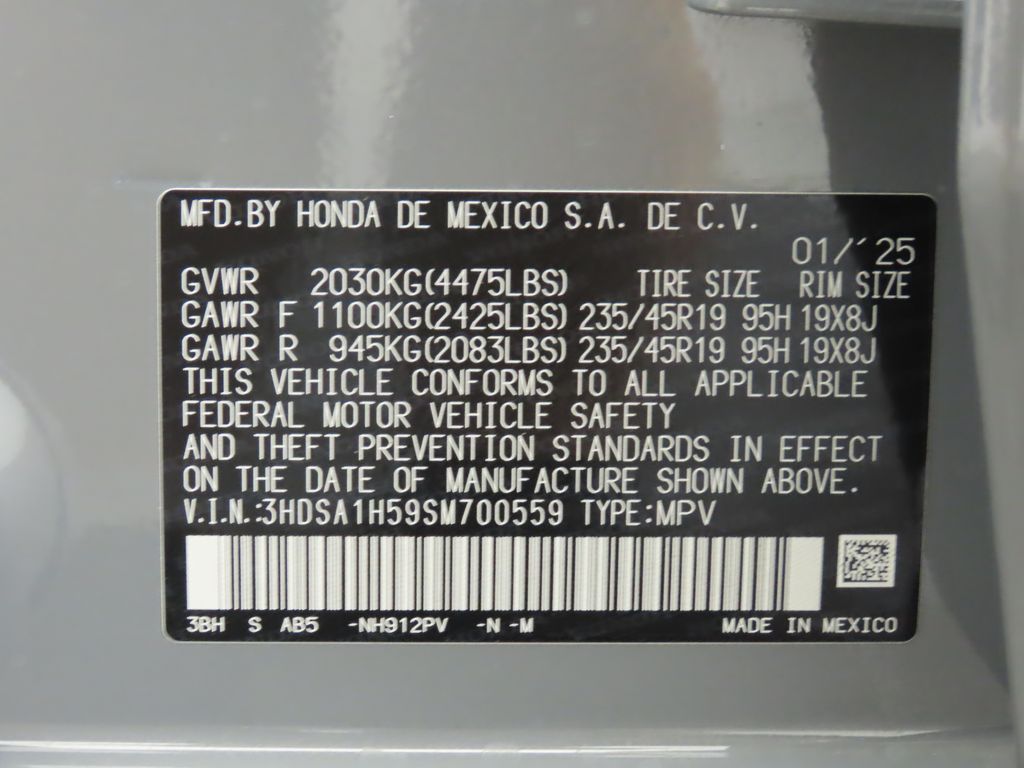 MFD.BY HONDA DE MEXICO S.A. DE C.V.
01/´25
GVWR 2030KG(4475LBS) TIRE SIZE RIM SIZE
GAWR F 1100KG(2425LBS) 235/45R19 95H 19X8J
GAWR R 945KG(2083LBS) 235/45R19 95H 19X8J
THIS VEHICLE CONFORMS TO ALL APPLICABLE
FEDERAL MOTOR VEHICLE SAFETY
AND THEFT PREVENTION STANDARDS IN EFFECT
ON THE DATE OF MANUFACTURE SHOWN ABOVE.
V.I.N.:3HDSA1H59SM700559 TYPE:MPV
3BH S AB5 -NH912PV -N -M MADE IN MEXICO